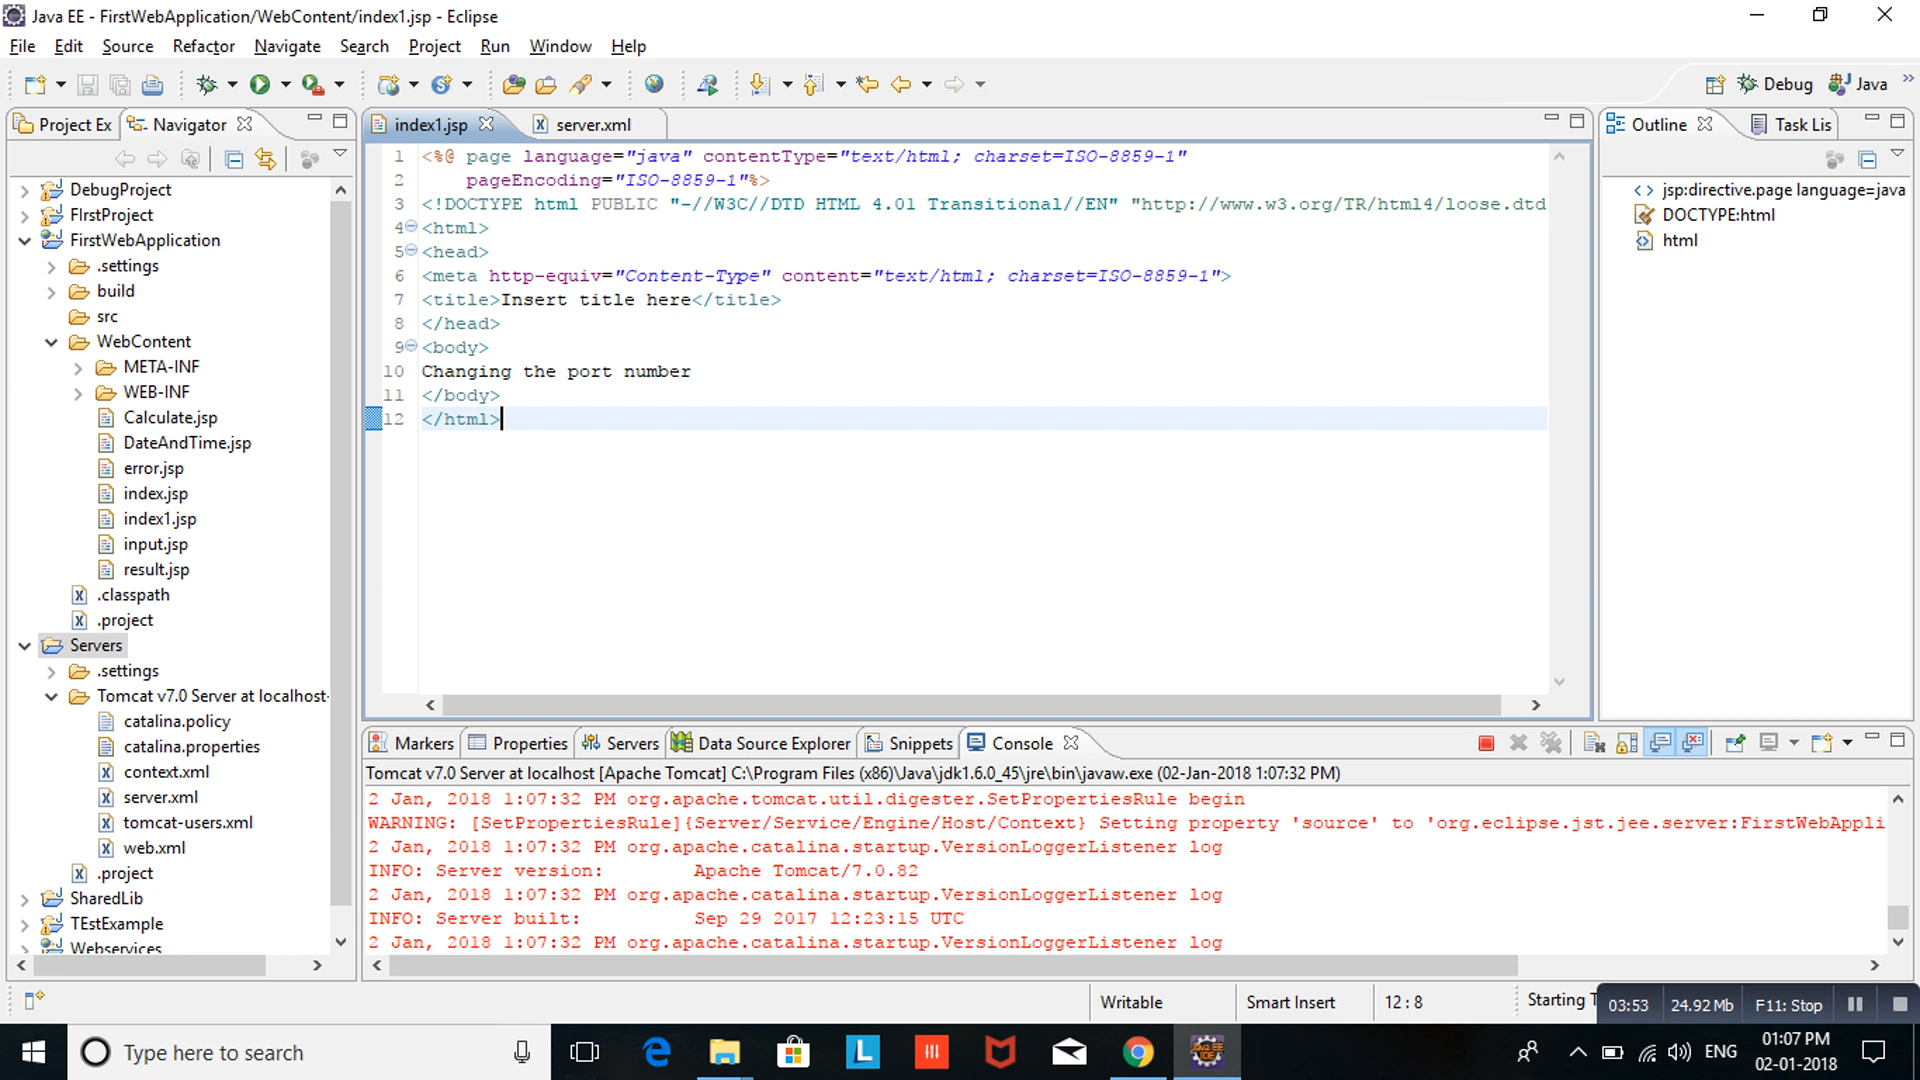 Java EE - FirstWebApplication/WebContent/index1.jsp - Eclipse
File Edit Source Refactor Navigate Search Project Run Window Help
Debug Java
Project Ex Navigator
DebugProject
FIrstProject
FirstWebApplication
.settings
build
src
WebContent
META-INF
WEB-INF
Calculate.jsp
DateAndTime.jsp
error.jsp
index.jsp
index1.jsp
input.jsp
result.jsp
.classpath
.project
Servers
.settings
Tomcat v7.0 Server at localhost-
catalina.policy
catalina.properties
context.xml
server.xml
tomcat-users.xml
web.xml
.project
SharedLib
TEstExample
Webservices
index1.jsp server.xml
1 <%@ page language="java" contentType="text/html; charset=ISO-8859-1"
2 pageEncoding="ISO-8859-1"%>
3 <!DOCTYPE html PUBLIC "-//W3C//DTD HTML 4.01 Transitional//EN" "http://www.w3.org/TR/html4/loose.dtd
4 <html>
5 <head>
6 <meta http-equiv="Content-Type" content="text/html; charset=ISO-8859-1">
7 <title>Insert title here</title>
8 </head>
9 <body>
10 Changing the port number
11 </body>
12 </html>
Outline Task Lis
jsp:directive.page language=java
DOCTYPE:html
html
Markers Properties Servers Data Source Explorer Snippets Console
Tomcat v7.0 Server at localhost [Apache Tomcat] C:\Program Files (x86)\Java\jdk1.6.0_45\jre\bin\javaw.exe (02-Jan-2018 1:07:32 PM)
2 Jan, 2018 1:07:32 PM org.apache.tomcat.util.digester.SetPropertiesRule begin
WARNING: [SetPropertiesRule]{Server/Service/Engine/Host/Context} Setting property 'source' to 'org.eclipse.jst.jee.server:FirstWebAppli
2 Jan, 2018 1:07:32 PM org.apache.catalina.startup.VersionLoggerListener log
INFO: Server version: Apache Tomcat/7.0.82
2 Jan, 2018 1:07:32 PM org.apache.catalina.startup.VersionLoggerListener log
INFO: Server built: Sep 29 2017 12:23:15 UTC
2 Jan, 2018 1:07:32 PM org.apache.catalina.startup.VersionLoggerListener log
Writable Smart Insert 12 : 8 Starting T
03:53 24.92 Mb F11: Stop
Type here to search
ENG
01:07 PM
02-01-2018